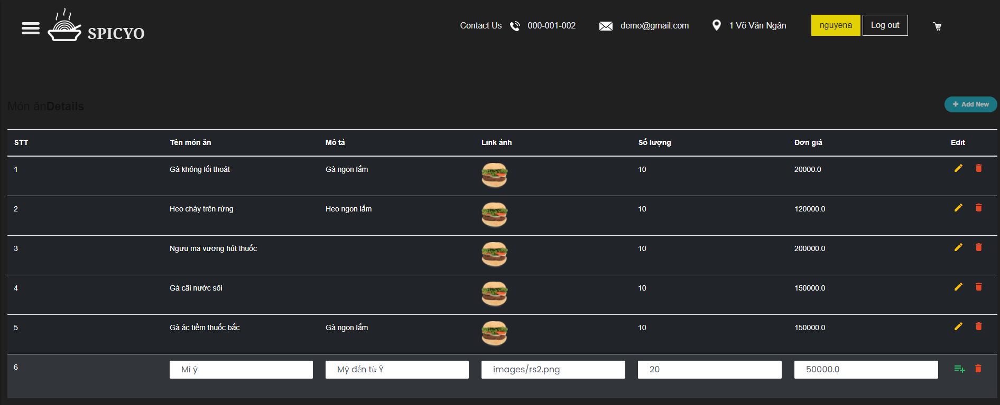 SPICYO Contact Us 000-001-002 demo@gmail.com 1 Võ Văn Ngân nguyena Log out
Món ănDetails Add New
STT Tên món ăn Mô tả Link ảnh Số lượng Đơn giá Edit
1 Gà không lối thoát Gà ngon lắm 10 20000.0
2 Heo cháy trên rừng Heo ngon lắm 10 120000.0
3 Ngưu ma vương hút thuốc 10 200000.0
4 Gà cãi nước sôi 10 150000.0
5 Gà ác tiềm thuốc bắc Gà ngon lắm 10 150000.0
6 Mì ý Mỳ đến từ Ý images/rs2.png 20 50000.0